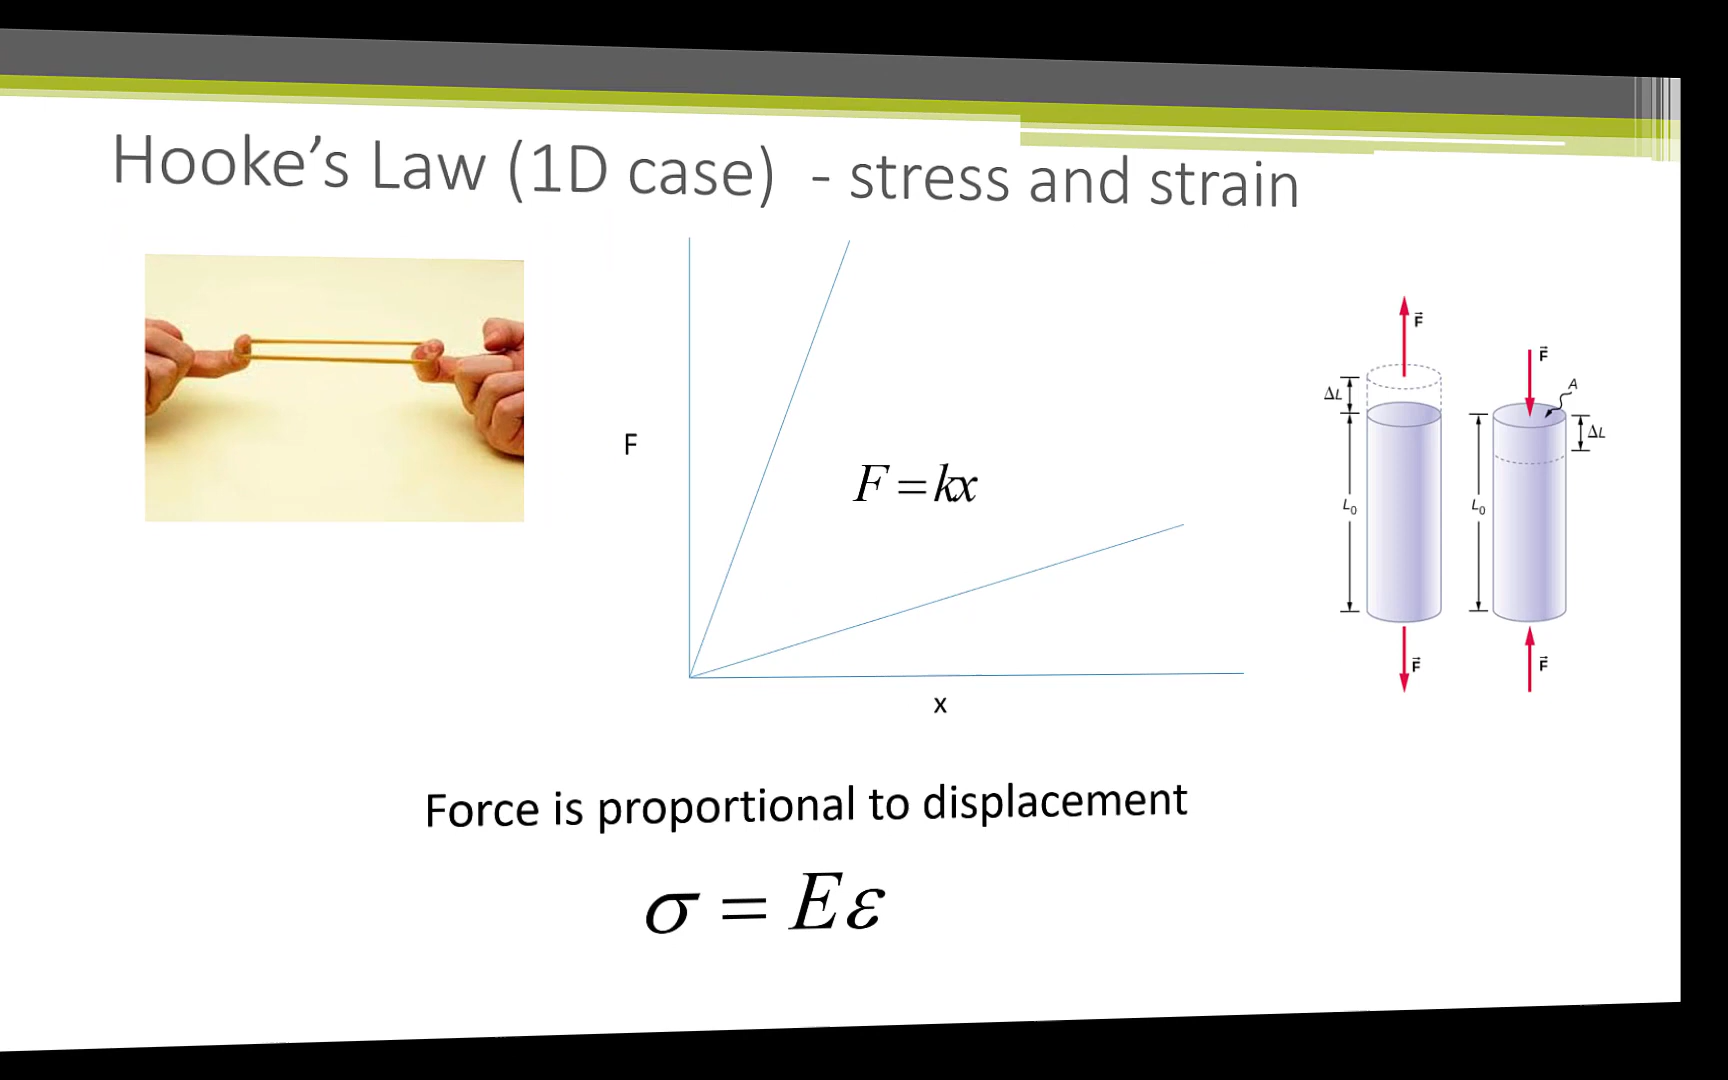 Hooke's Law (1D case) - stress and strain
F
F = kx
x
F⃗
F⃗
A
ΔL
ΔL
L₀
L₀
F⃗
F⃗
Force is proportional to displacement
σ = Eε